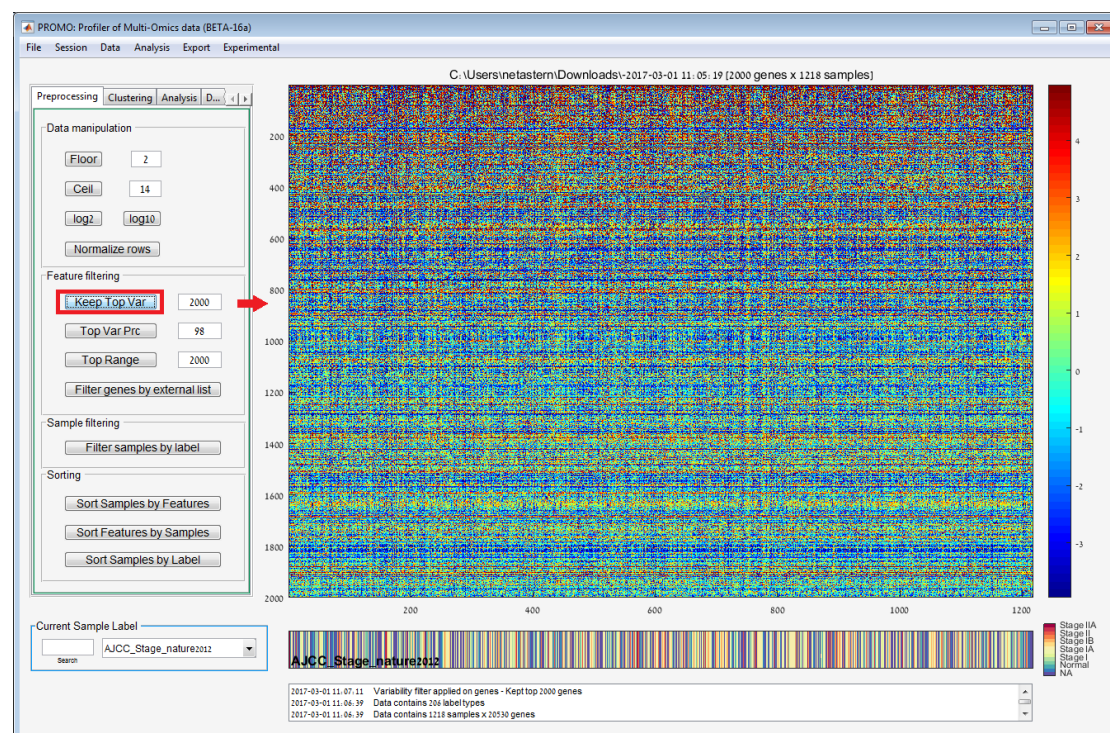 PROMO: Profiler of Multi-Omics data (BETA-16a)
File Session Data Analysis Export Experimental
C:\Users\netastern\Downloads\-2017-03-01 11:05:19 [2000 genes x 1218 samples]
Preprocessing Clustering Analysis D...
Data manipulation
Floor 2
Ceil 14
log2 log10
Normalize rows
Feature filtering
Keep Top Var 2000
Top Var Prc 98
Top Range 2000
Filter genes by external list
Sample filtering
Filter samples by label
Sorting
Sort Samples by Features
Sort Features by Samples
Sort Samples by Label
200
400
600
800
1000
1200
1400
1600
1800
2000
200 400 600 800 1000 1200
4
3
2
1
0
-1
-2
-3
Current Sample Label
AJCC_Stage_nature2012
Search
AJCC_Stage_nature2012
Stage IIA
Stage II
Stage IB
Stage IA
Stage I
Normal
NA
2017-03-01 11:07:11 Variability filter applied on genes - Kept top 2000 genes
2017-03-01 11:06:39 Data contains 206 label types
2017-03-01 11:06:39 Data contains 1218 samples x 20530 genes